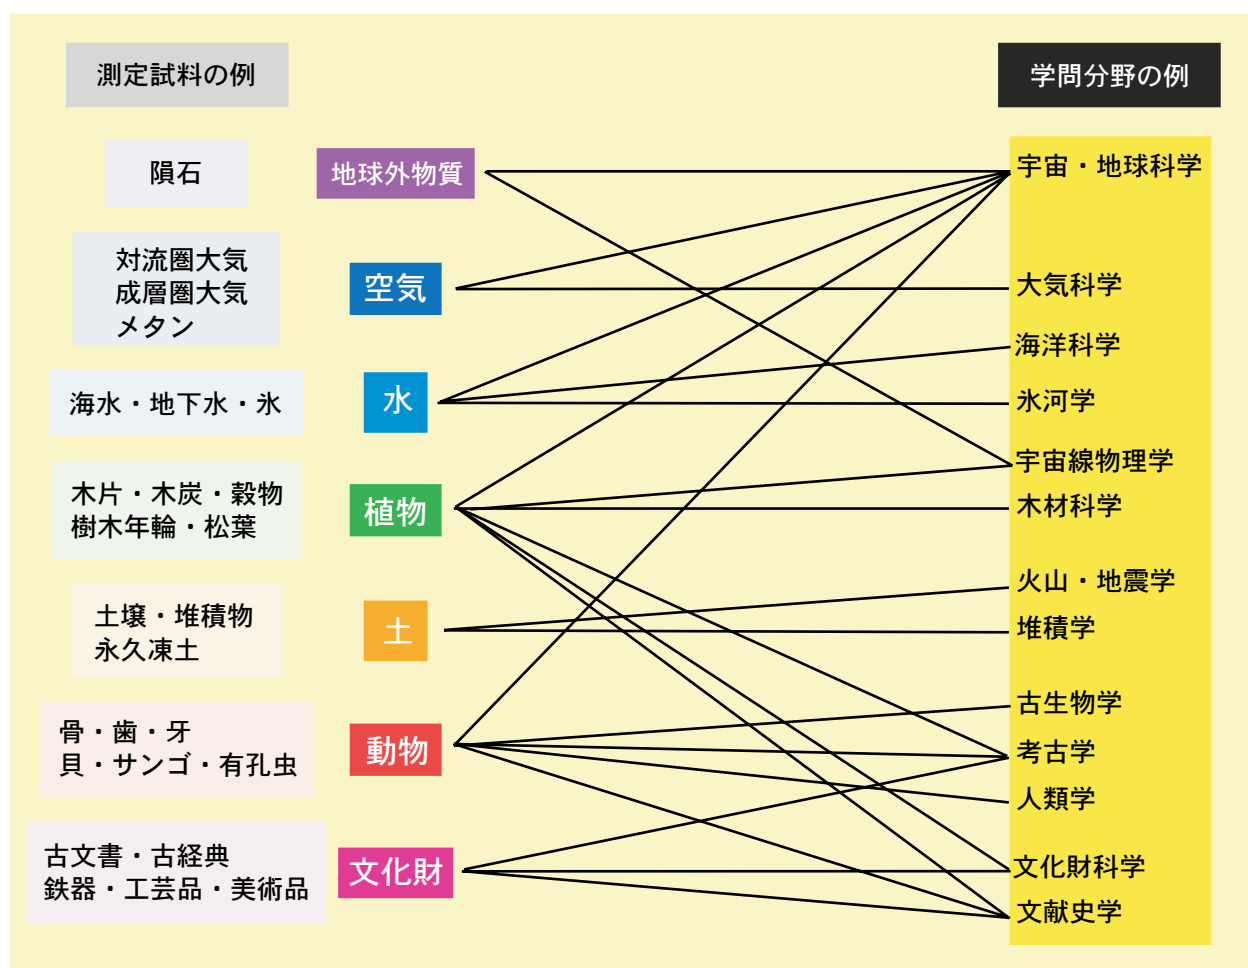 測定試料の例
学問分野の例
隕石
地球外物質
宇宙・地球科学
対流圏大気
成層圏大気
メタン
空気
大気科学
海洋科学
海水・地下水・氷
水
氷河学
宇宙線物理学
木片・木炭・穀物
樹木年輪・松葉
植物
木材科学
火山・地震学
土壌・堆積物
永久凍土
土
堆積学
古生物学
骨・歯・牙
貝・サンゴ・有孔虫
動物
考古学
人類学
古文書・古経典
鉄器・工芸品・美術品
文化財
文化財科学
文献史学